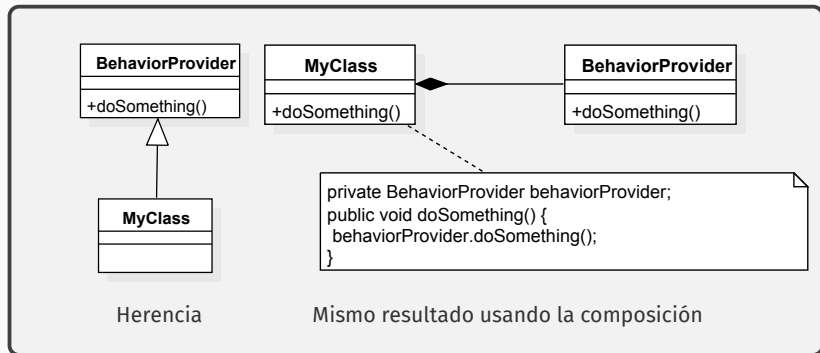 BehaviorProvider
+doSomething()
MyClass
Herencia
MyClass
+doSomething()
BehaviorProvider
+doSomething()
private BehaviorProvider behaviorProvider;
public void doSomething() {
behaviorProvider.doSomething();
}
Mismo resultado usando la composición